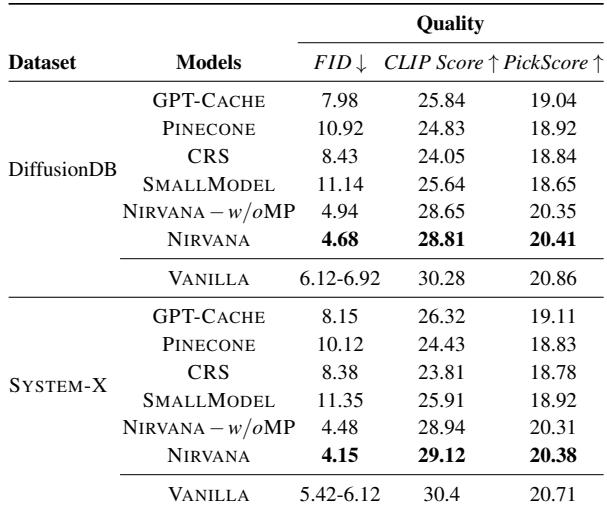 Quality
Dataset Models FID ↓ CLIP Score ↑ PickScore ↑
GPT-CACHE 7.98 25.84 19.04
PINECONE 10.92 24.83 18.92
CRS 8.43 24.05 18.84
DiffusionDB
SMALLMODEL 11.14 25.64 18.65
NIRVANA – w/oMP 4.94 28.65 20.35
NIRVANA 4.68 28.81 20.41
VANILLA 6.12-6.92 30.28 20.86
GPT-CACHE 8.15 26.32 19.11
PINECONE 10.12 24.43 18.83
CRS 8.38 23.81 18.78
SYSTEM-X
SMALLMODEL 11.35 25.91 18.92
NIRVANA – w/oMP 4.48 28.94 20.31
NIRVANA 4.15 29.12 20.38
VANILLA 5.42-6.12 30.4 20.71